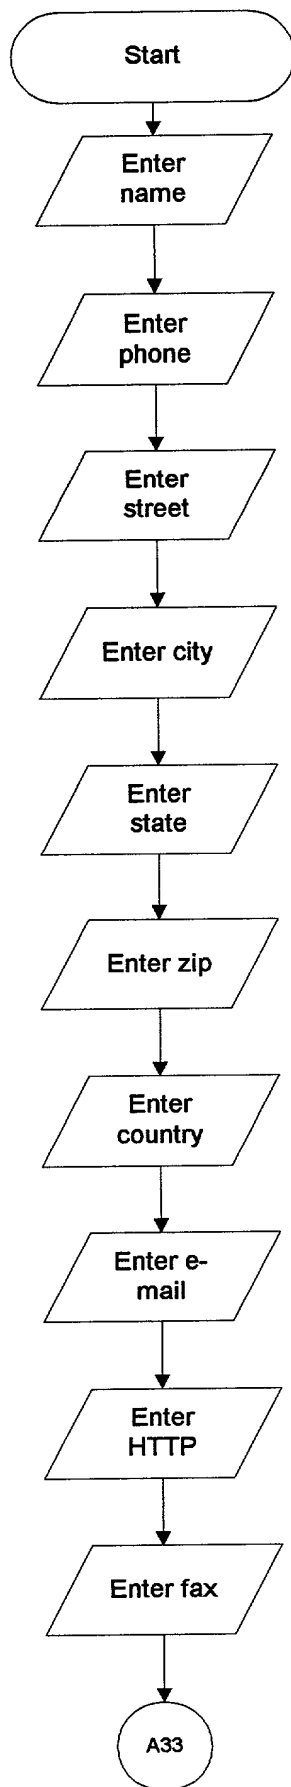 Start
Enter
name
Enter
phone
Enter
street
Enter city
Enter
state
Enter zip
Enter
country
Enter e-
mail
Enter
HTTP
Enter fax
A33